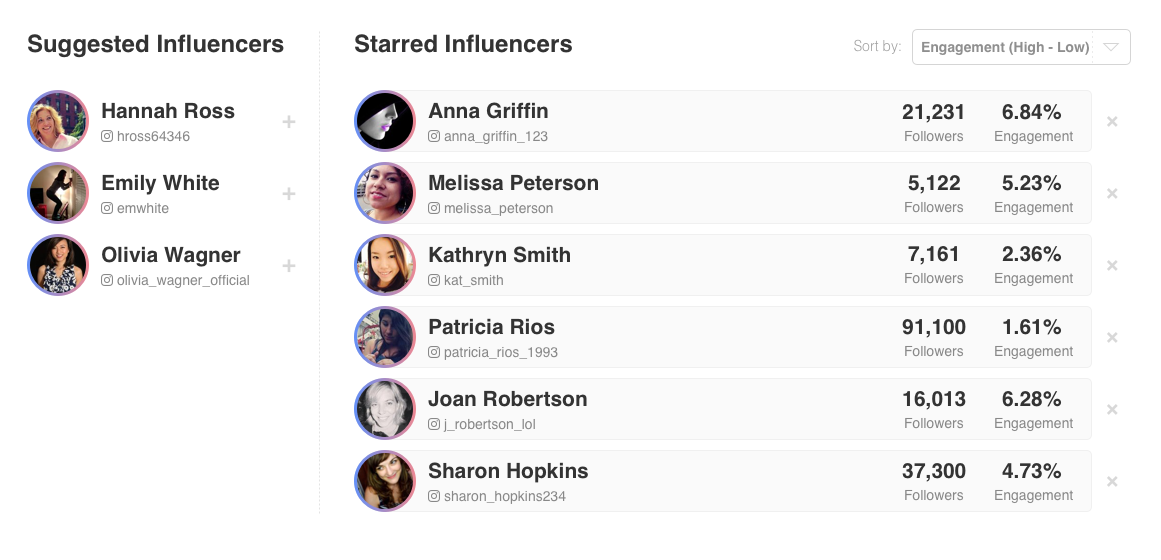 Suggested Influencers
Hannah Ross
hross64346
Emily White
emwhite
Olivia Wagner
olivia_wagner_official
Starred Influencers
Sort by: Engagement (High - Low)
Anna Griffin
anna_griffin_123
21,231 6.84%
Followers Engagement
Melissa Peterson
melissa_peterson
5,122 5.23%
Followers Engagement
Kathryn Smith
kat_smith
7,161 2.36%
Followers Engagement
Patricia Rios
patricia_rios_1993
91,100 1.61%
Followers Engagement
Joan Robertson
j_robertson_lol
16,013 6.28%
Followers Engagement
Sharon Hopkins
sharon_hopkins234
37,300 4.73%
Followers Engagement